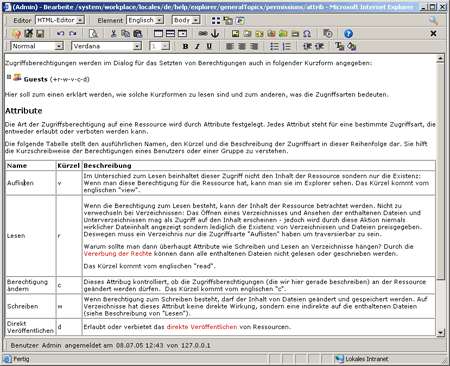 (Admin) - Bearbeite /system/workplace/locales/de/help/explorer/generalTopics/permissions/attrib - Microsoft Internet Explorer
Editor HTML-Editor Element Englisch Body
Normal Verdana 1 B I U
Zugriffsberechtigungen werden im Dialog für das Setzten von Berechtigungen auch in folgender Kurzform angegeben:
Guests (+r-w-v-c-d)
Hier soll zum einen erklärt werden, wie solche Kurzformen zu lesen sind und zum anderen, was die Zugriffsarten bedeuten.
Attribute
Die Art der Zugriffsberechtigung auf eine Ressource wird durch Attribute festgelegt. Jedes Attribut steht für eine bestimmte Zugriffsart, die
entweder erlaubt oder verboten werden kann.
Die folgende Tabelle stellt den ausführlichen Namen, den Kürzel und die Beschreibung der Zugriffsart in dieser Reihenfolge dar. Sie hilft
die Kurzschreibweise der Berechtigungen eines Benutzers oder einer Gruppe zu verstehen.
Name Kürzel Beschreibung
Auflisten v Im Unterschied zum Lesen beinhaltet dieser Zugriff nicht den Inhalt der Ressource sondern nur die Existenz:
Wenn man diese Berechtigung für die Ressource hat, kann man sie im Explorer sehen. Das Kürzel kommt vom
englischen "view".
Wenn die Berechtigung zum Lesen besteht, kann der Inhalt der Ressource betrachtet werden. Nicht zu
verwechseln bei Verzeichnissen: Das Öffnen eines Verzeichnisses und Ansehen der enthaltenen Dateien und
Unterverzeichnissen mag als Zugriff auf den Inhalt erscheinen - jedoch wird durch diese Aktion niemals
wirklicher Dateiinhalt angezeigt sondern lediglich die Existenz von Verzeichnissen und Dateien preisgegeben.
Deswegen muss ein Verzeichnis nur die Zugriffsarte "Auflisten" haben um traversierbar zu sein.
Lesen r
Warum sollte man dann überhaupt Attribute wie Schreiben und Lesen an Verzeichnisse hängen? Durch die
Vererbung der Rechte können dann alle enthaltenen Dateien nicht gelesen oder geschrieben werden.
Das Kürzel kommt vom englischen "read".
Berechtigung ändern c Dieses Attribug kontrolliert, ob die Zugriffsberechtigungen (die wir hier gerade beschreiben) an der Ressource
geändert werden dürfen. Das Kürzel kommt vom englischen "c".
Schreiben w Wenn Berechtigung zum Schreiben besteht, darf der Inhalt von Dateien geändert und gespeichert werden. Auf
Verzeichnisse hat dieses Attribut keine direkte Wirkung, sondern eine indirekte auf die enthaltenen Dateien
(siehe Beschreibung von "Lesen").
Direkt Veröffentlichen d Erlaubt oder verbietet das direkte Veröffentlichen von Ressourcen.
Benutzer Admin angemeldet am 08.07.05 12:43 von 127.0.0.1
Fertig Lokales Intranet